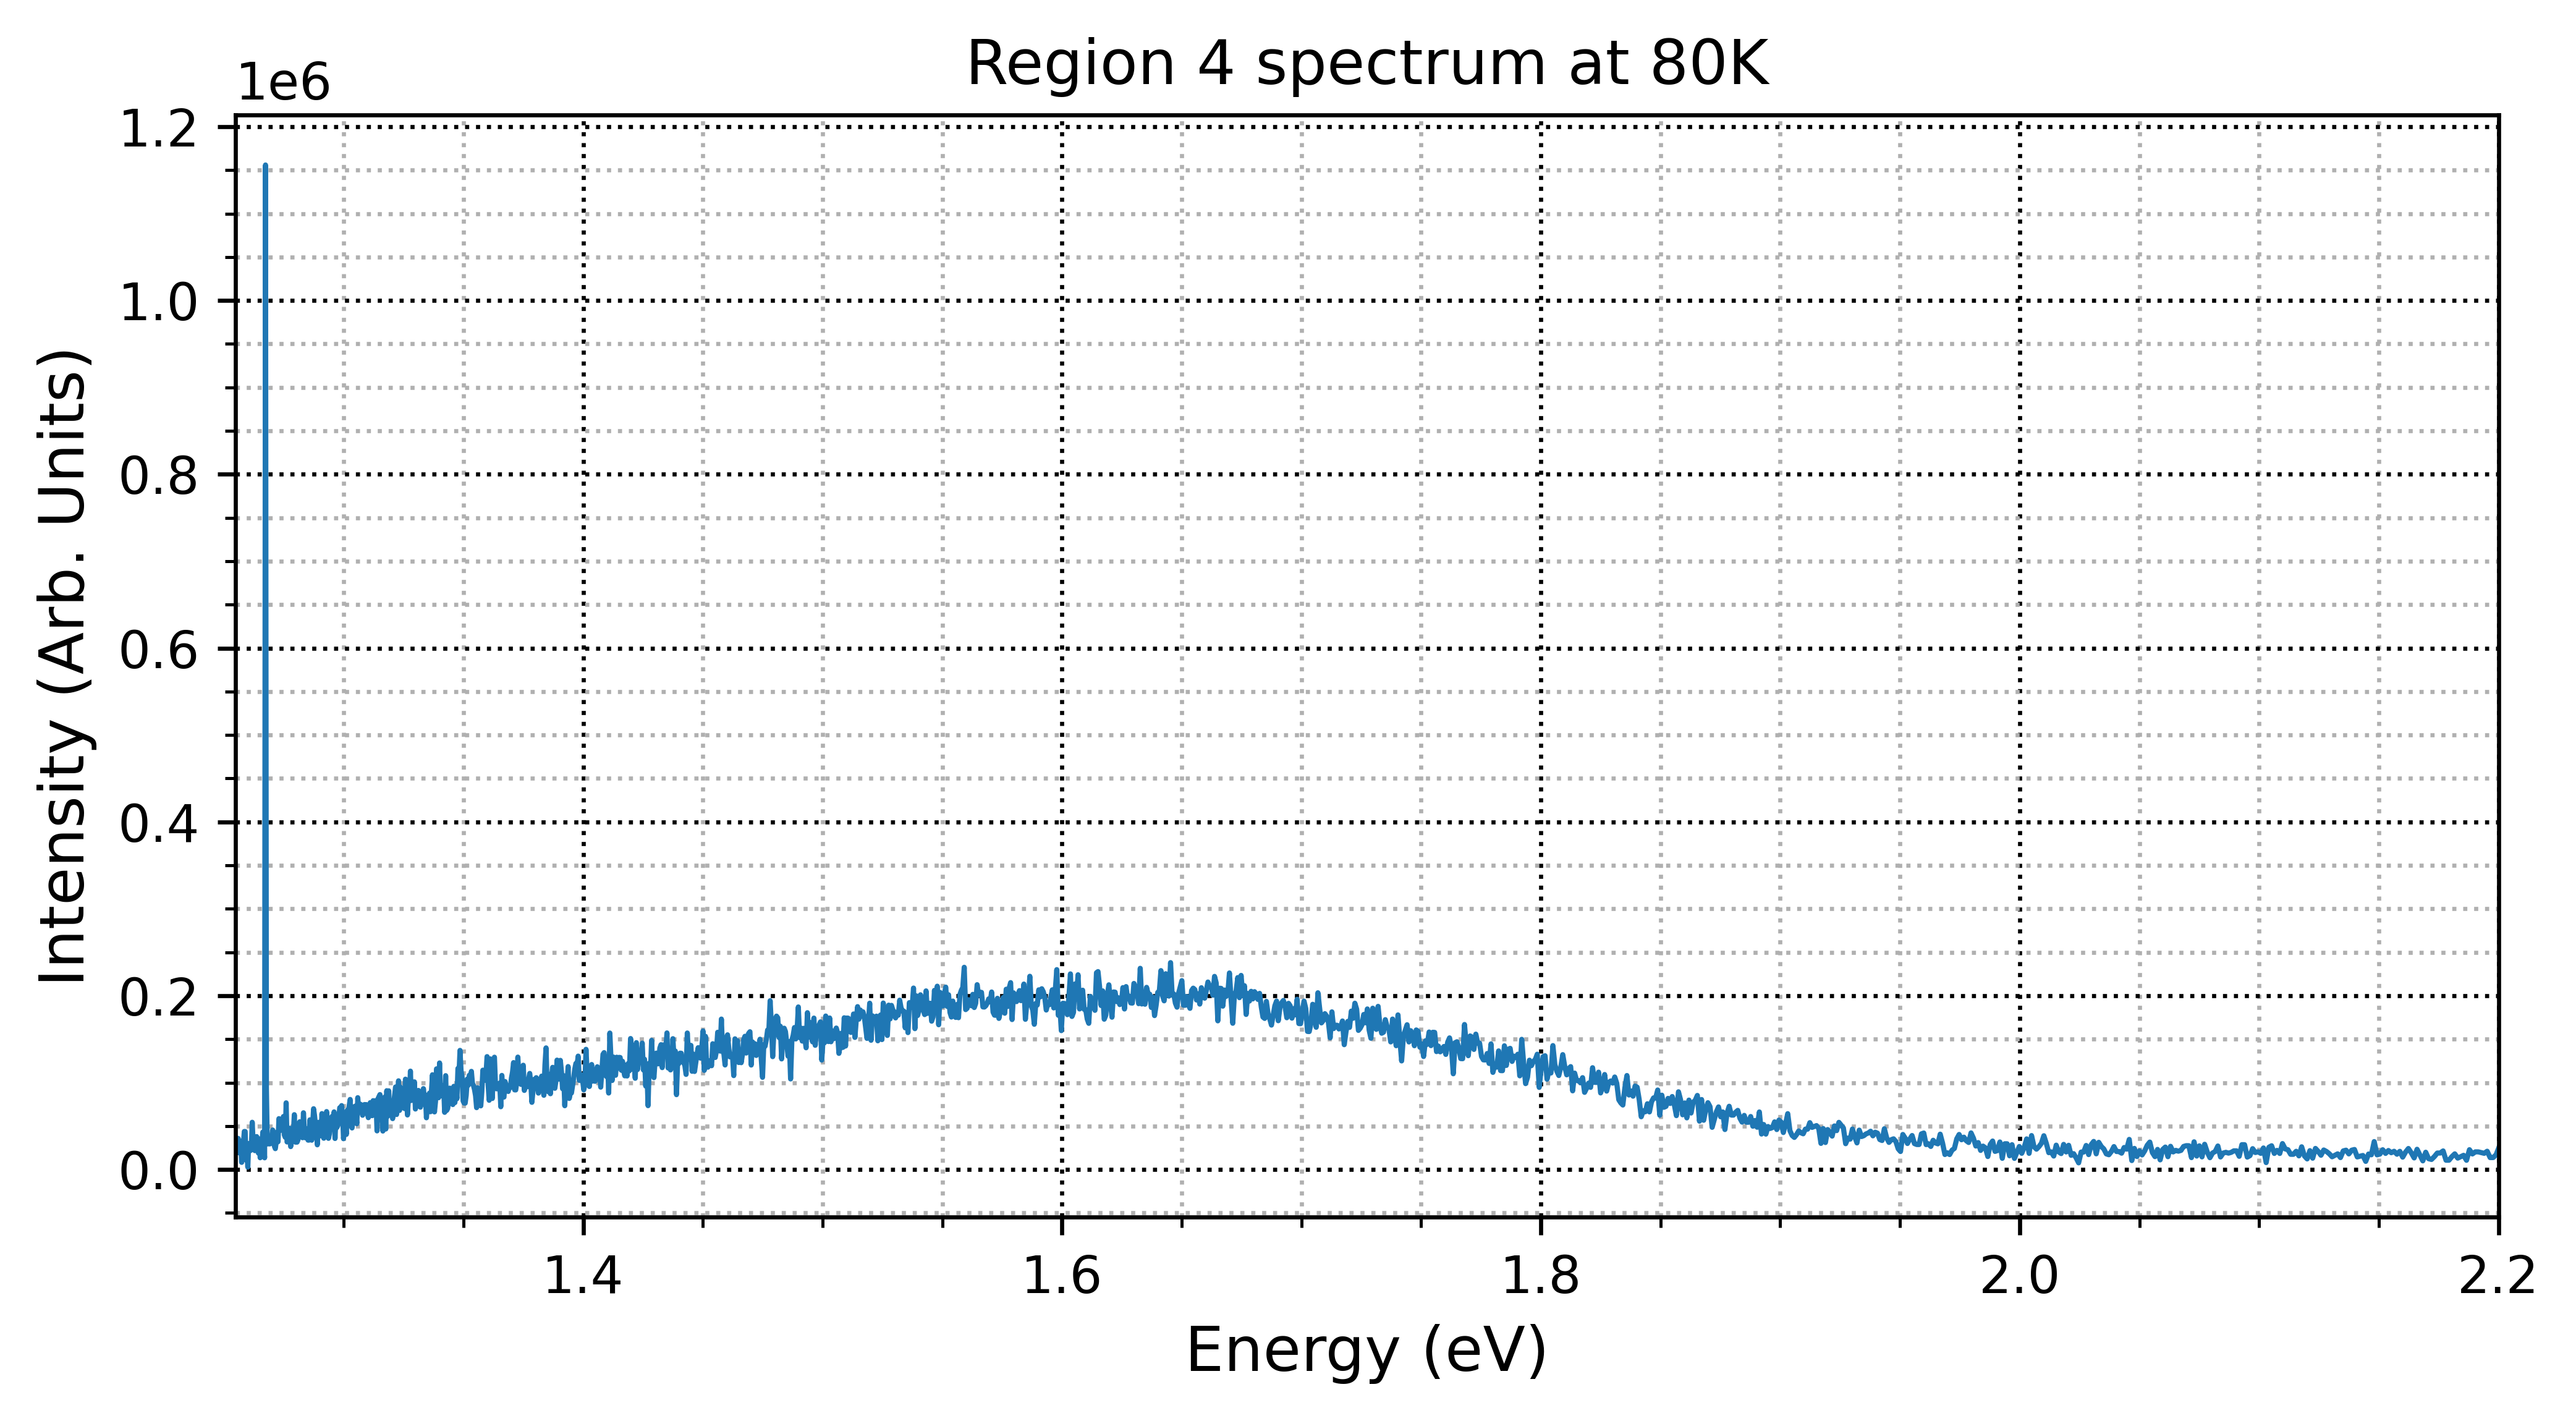 Region 4 spectrum at 80K
1e6
1.2
1.0
0.8
0.6
0.4
0.2
0.0
Intensity (Arb. Units)
1.4 1.6 1.8 2.0 2.2
Energy (eV)